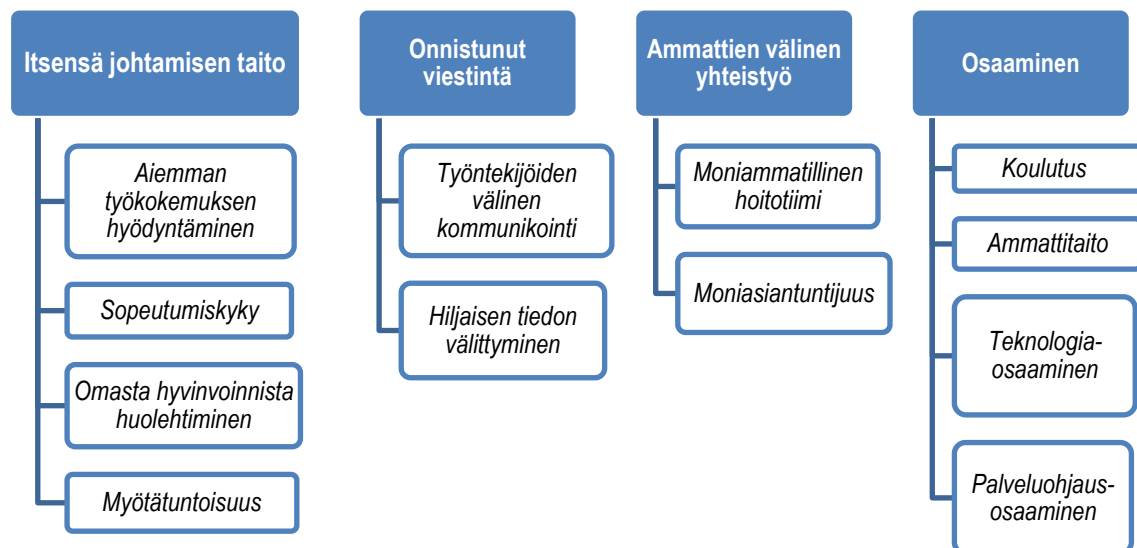 Itsensä johtamisen taito
Aiemman
työkokemuksen
hyödyntäminen
Sopeutumiskyky
Omasta hyvinvoinnista
huolehtiminen
Myötätuntoisuus
Onnistunut
viestintä
Työntekijöiden
välinen
kommunikointi
Hiljaisen tiedon
välittyminen
Ammattien välinen
yhteistyö
Moniammatillinen
hoitotiimi
Moniasiantuntijuus
Osaaminen
Koulutus
Ammattitaito
Teknologia-
osaaminen
Palveluohjaus-
osaaminen